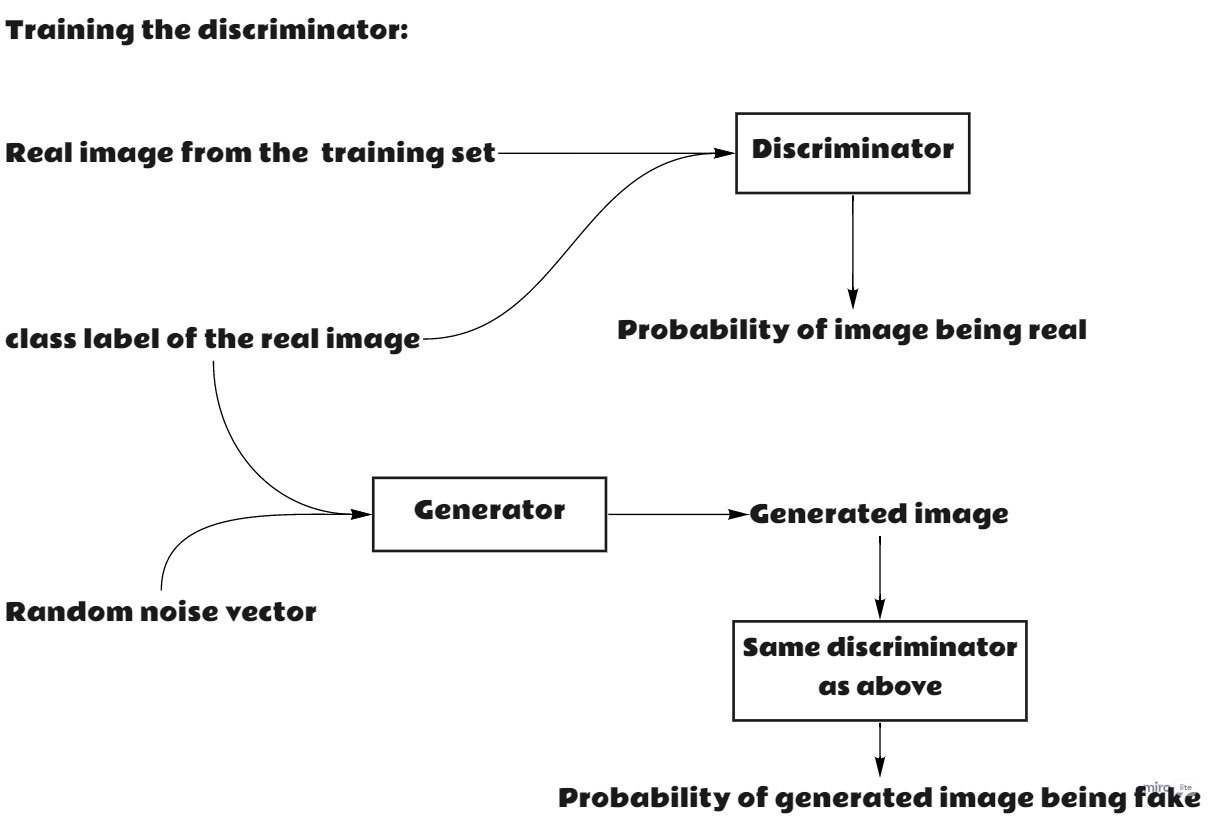 Training the discriminator:
Real image from the training set
Discriminator
class label of the real image
Probability of image being real
Generator
Generated image
Random noise vector
Same discriminator
as above
Probability of generated image being fake
miro lite